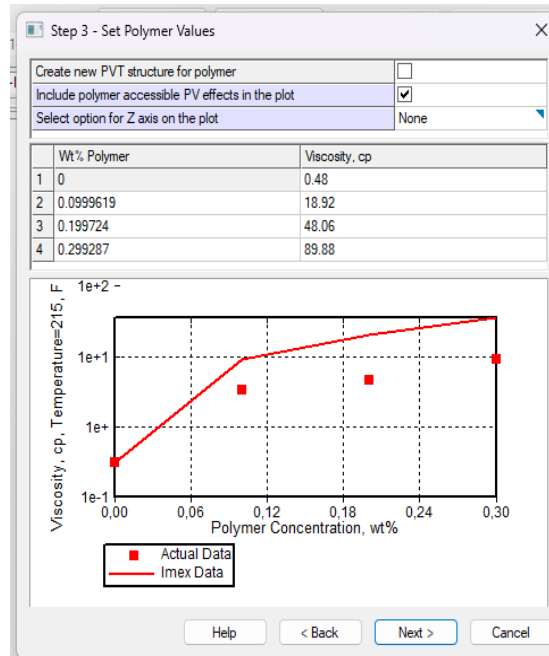 Step 3 - Set Polymer Values
Create new PVT structure for polymer
Include polymer accessible PV effects in the plot
Select option for Z axis on the plot None
Wt% Polymer Viscosity, cp
1 0 0.48
2 0.0999619 18.92
3 0.199724 48.06
4 0.299287 89.88
Viscosity, cp, Temperature=215, F
1e+2
1e+1
1e+
1e-1
0,00 0,06 0,12 0,18 0,24 0,30
Polymer Concentration, wt%
Actual Data
Imex Data
Help < Back Next > Cancel